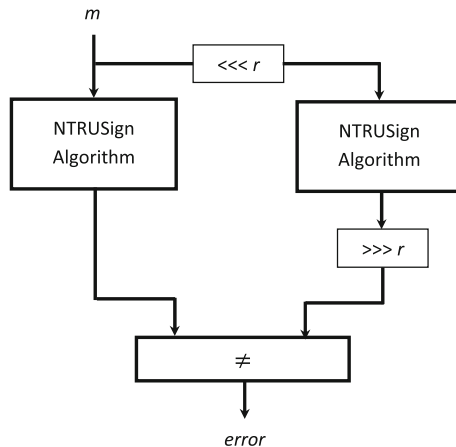 m
<<< r
NTRUSign
Algorithm
NTRUSign
Algorithm
>>> r
≠
error